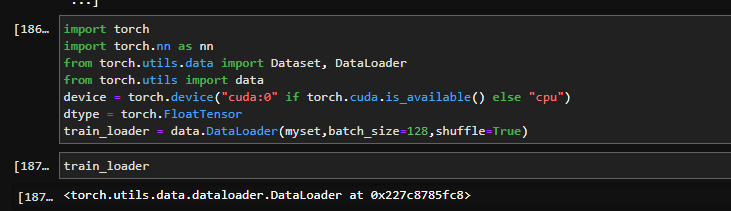 ...]
[186…
import torch
import torch.nn as nn
from torch.utils.data import Dataset, DataLoader
from torch.utils import data
device = torch.device("cuda:0" if torch.cuda.is_available() else "cpu")
dtype = torch.FloatTensor
train_loader = data.DataLoader(myset,batch_size=128,shuffle=True)
[187…
train_loader
[187…
<torch.utils.data.dataloader.DataLoader at 0x227c8785fc8>